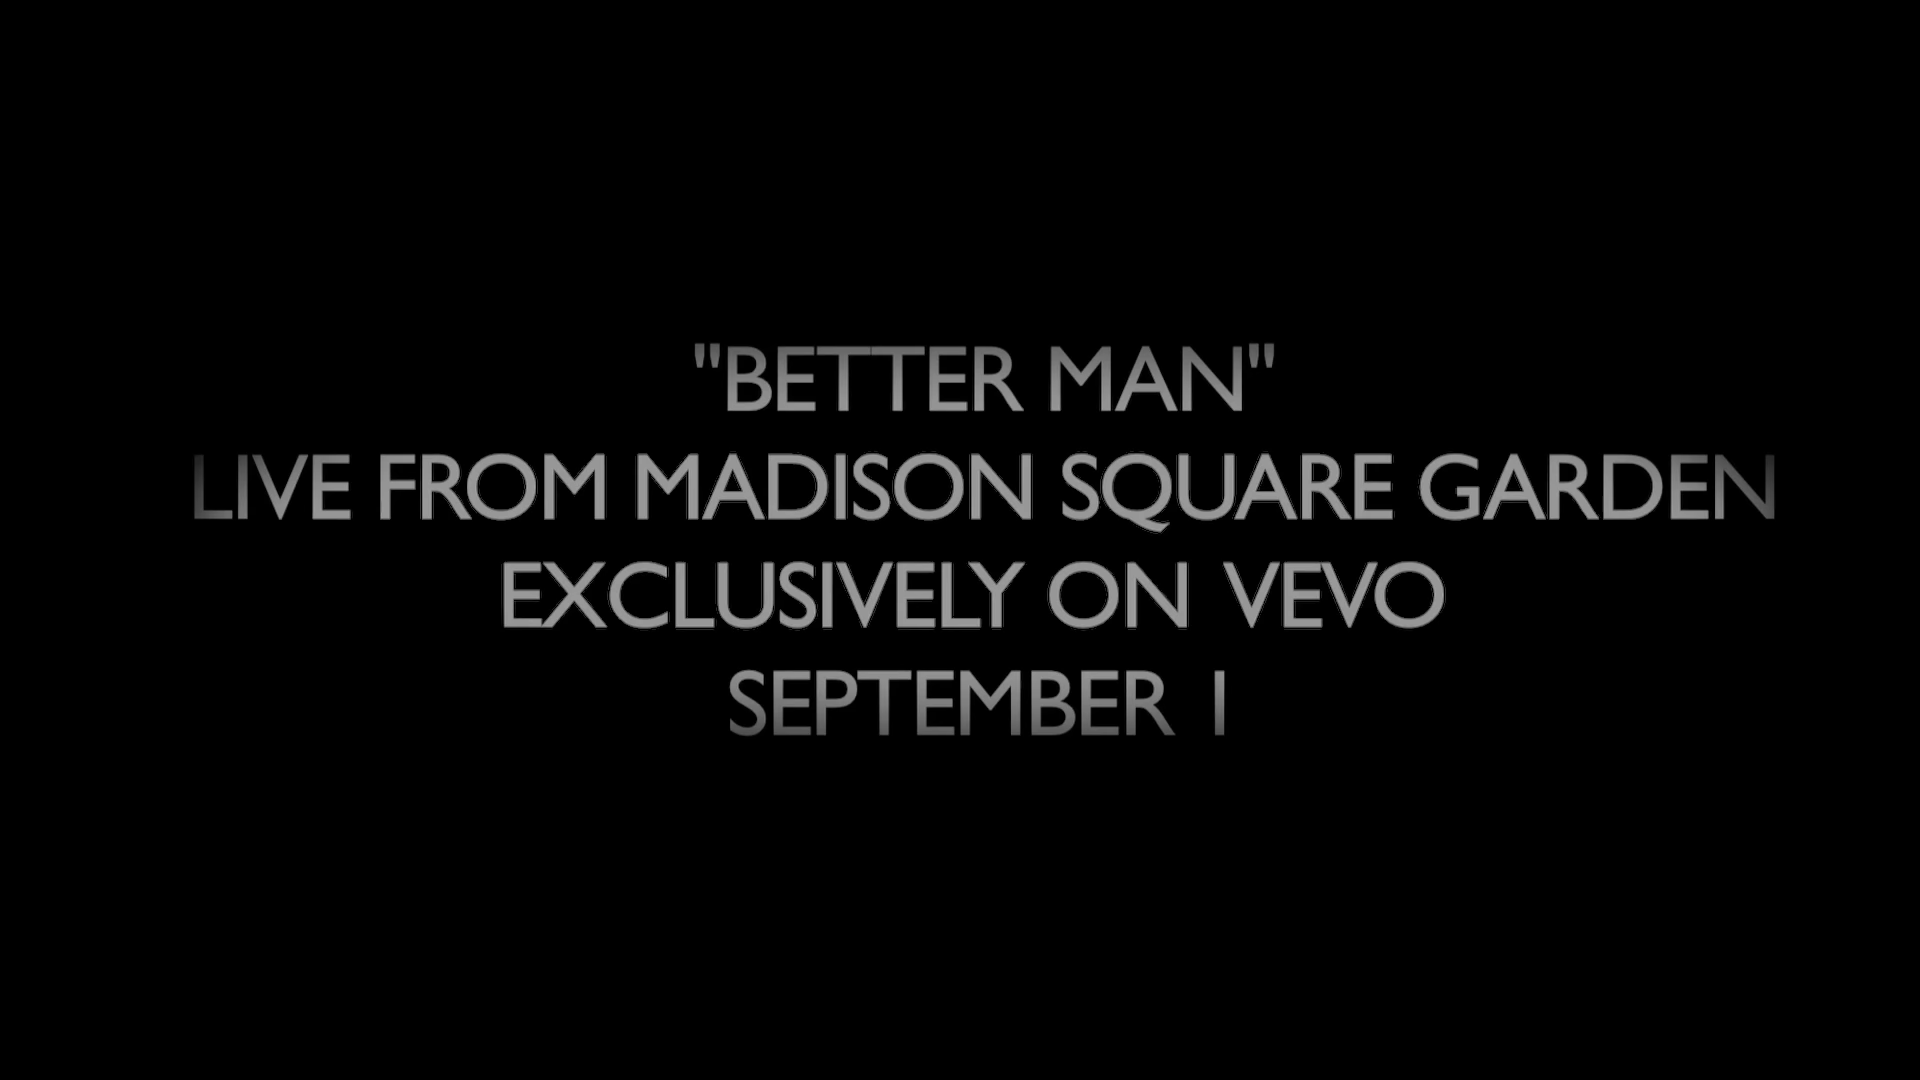 "BETTER MAN"
LIVE FROM MADISON SQUARE GARDEN
EXCLUSIVELY ON VEVO
SEPTEMBER 1